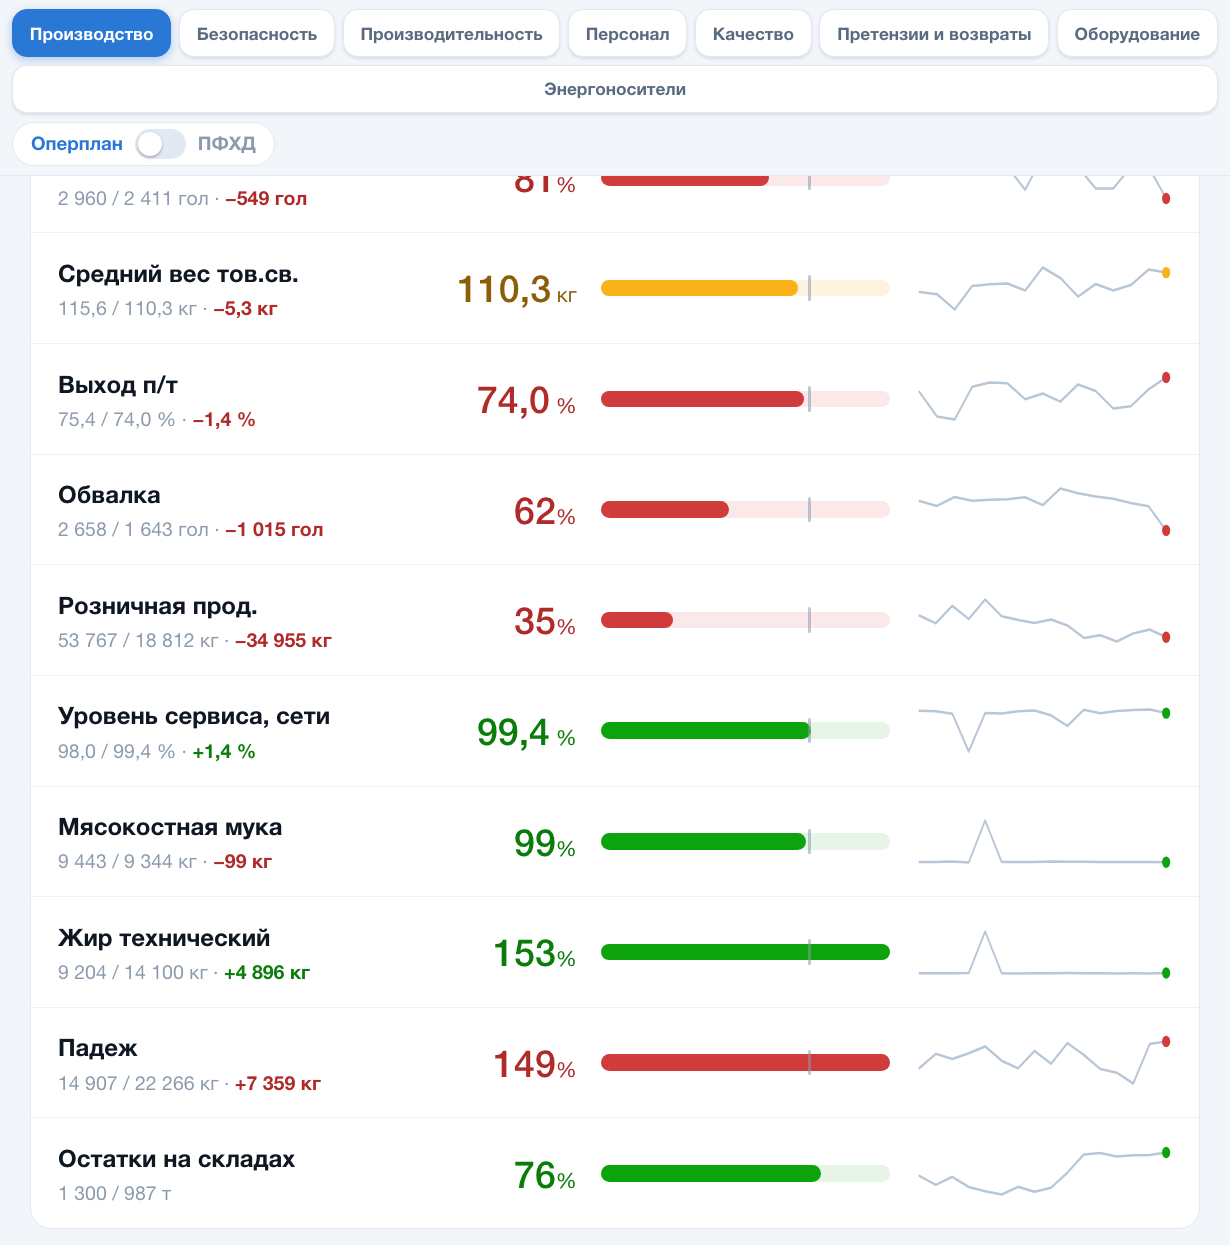 Производство
Безопасность
Производительность
Персонал
Качество
Претензии и возвраты
Оборудование
Энергоносители
Оперплан ПФХД
81%
2 960 / 2 411 гол · −549 гол
Средний вес тов.св.
110,3 кг
115,6 / 110,3 кг · −5,3 кг
Выход п/т
74,0 %
75,4 / 74,0 % · −1,4 %
Обвалка
62%
2 658 / 1 643 гол · −1 015 гол
Розничная прод.
35%
53 767 / 18 812 кг · −34 955 кг
Уровень сервиса, сети
99,4 %
98,0 / 99,4 % · +1,4 %
Мясокостная мука
99%
9 443 / 9 344 кг · −99 кг
Жир технический
153%
9 204 / 14 100 кг · +4 896 кг
Падеж
149%
14 907 / 22 266 кг · +7 359 кг
Остатки на складах
76%
1 300 / 987 т